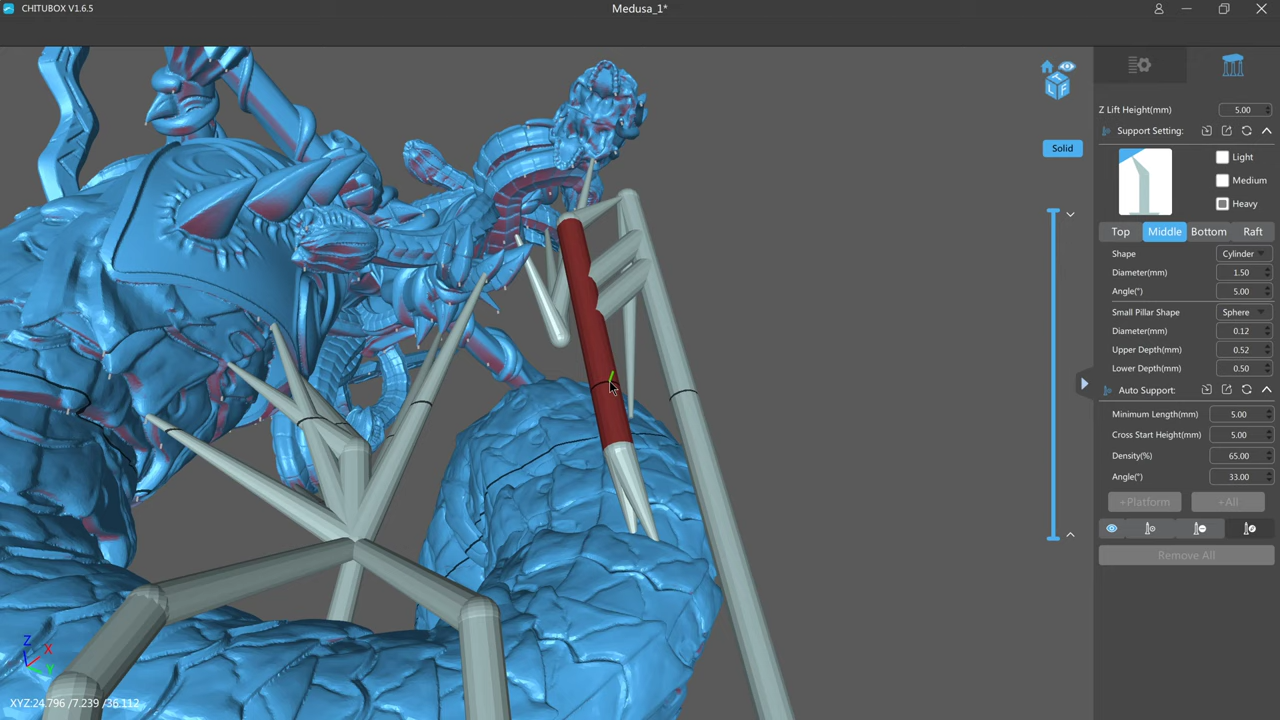 CHITUBOX V1.6.5
Medusa_1*
Z Lift Height(mm) 5.00
Support Setting:
Solid
Light
Medium
Heavy
Top Middle Bottom Raft
Shape Cylinder
Diameter(mm) 1.50
Angle(°) 5.00
Small Pillar Shape Sphere
Diameter(mm) 0.12
Upper Depth(mm) 0.52
Lower Depth(mm) 0.50
Auto Support:
Minimum Length(mm) 5.00
Cross Start Height(mm) 5.00
Density(%) 65.00
Angle(°) 33.00
+Platform +All
Remove All
Z
X
Y
XYZ:24.796 /7.239 /36.112
T
L F